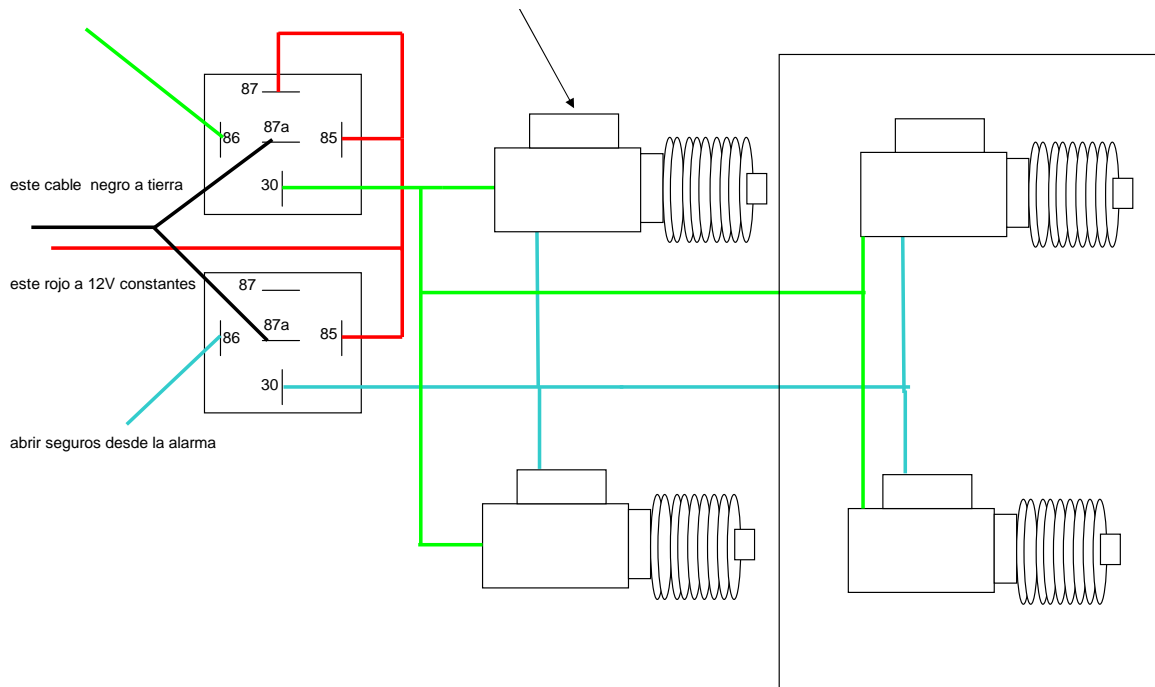 87
86
87a
85
este cable negro a tierra
30
este rojo a 12V constantes
87
86
87a
85
30
abrir seguros desde la alarma